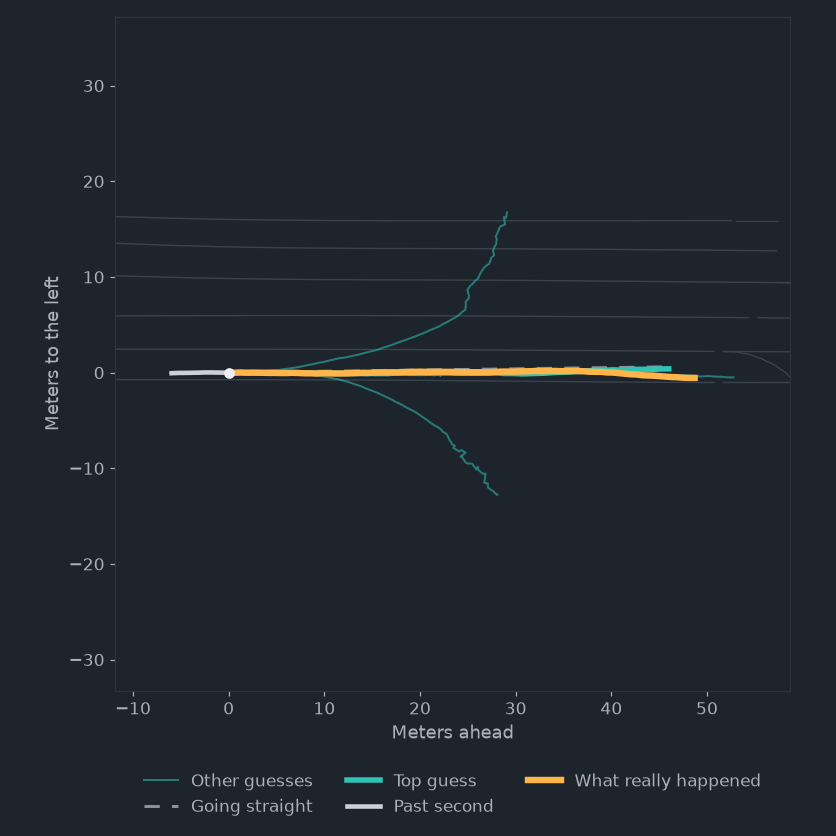 30
20
10
0
−10
−20
−30
Meters to the left
−10 0 10 20 30 40 50
Meters ahead
Other guesses Top guess What really happened
Going straight Past second